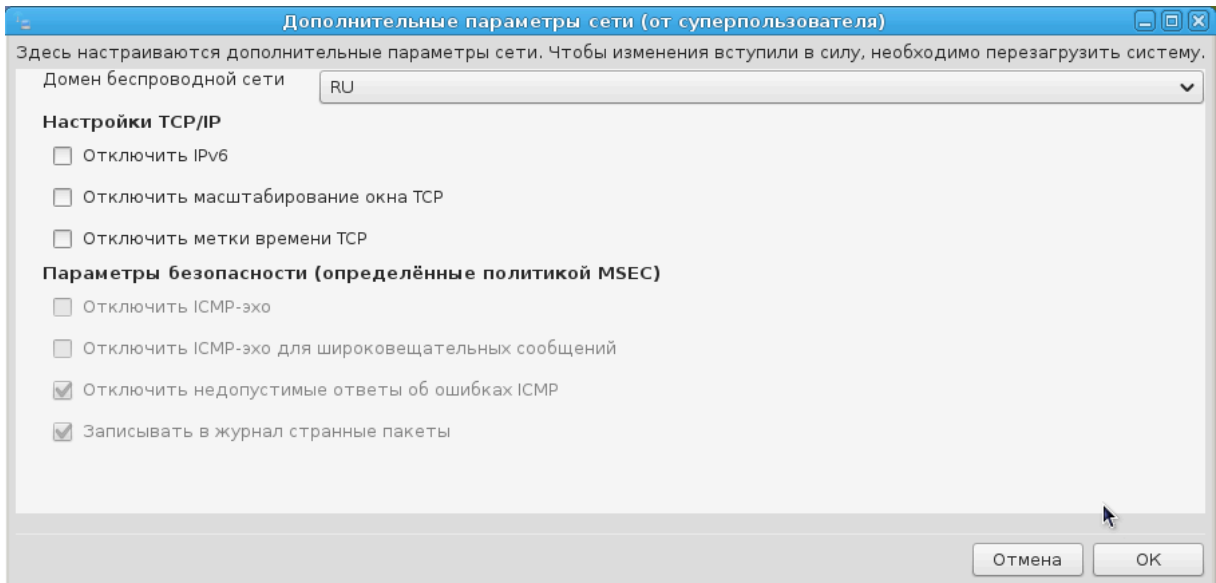 Дополнительные параметры сети (от суперпользователя)
Здесь настраиваются дополнительные параметры сети. Чтобы изменения вступили в силу, необходимо перезагрузить систему.
Домен беспроводной сети
RU
Настройки TCP/IP
Отключить IPv6
Отключить масштабирование окна TCP
Отключить метки времени TCP
Параметры безопасности (определённые политикой MSEC)
Отключить ICMP-эхо
Отключить ICMP-эхо для широковещательных сообщений
Отключить недопустимые ответы об ошибках ICMP
Записывать в журнал странные пакеты
Отмена
OK